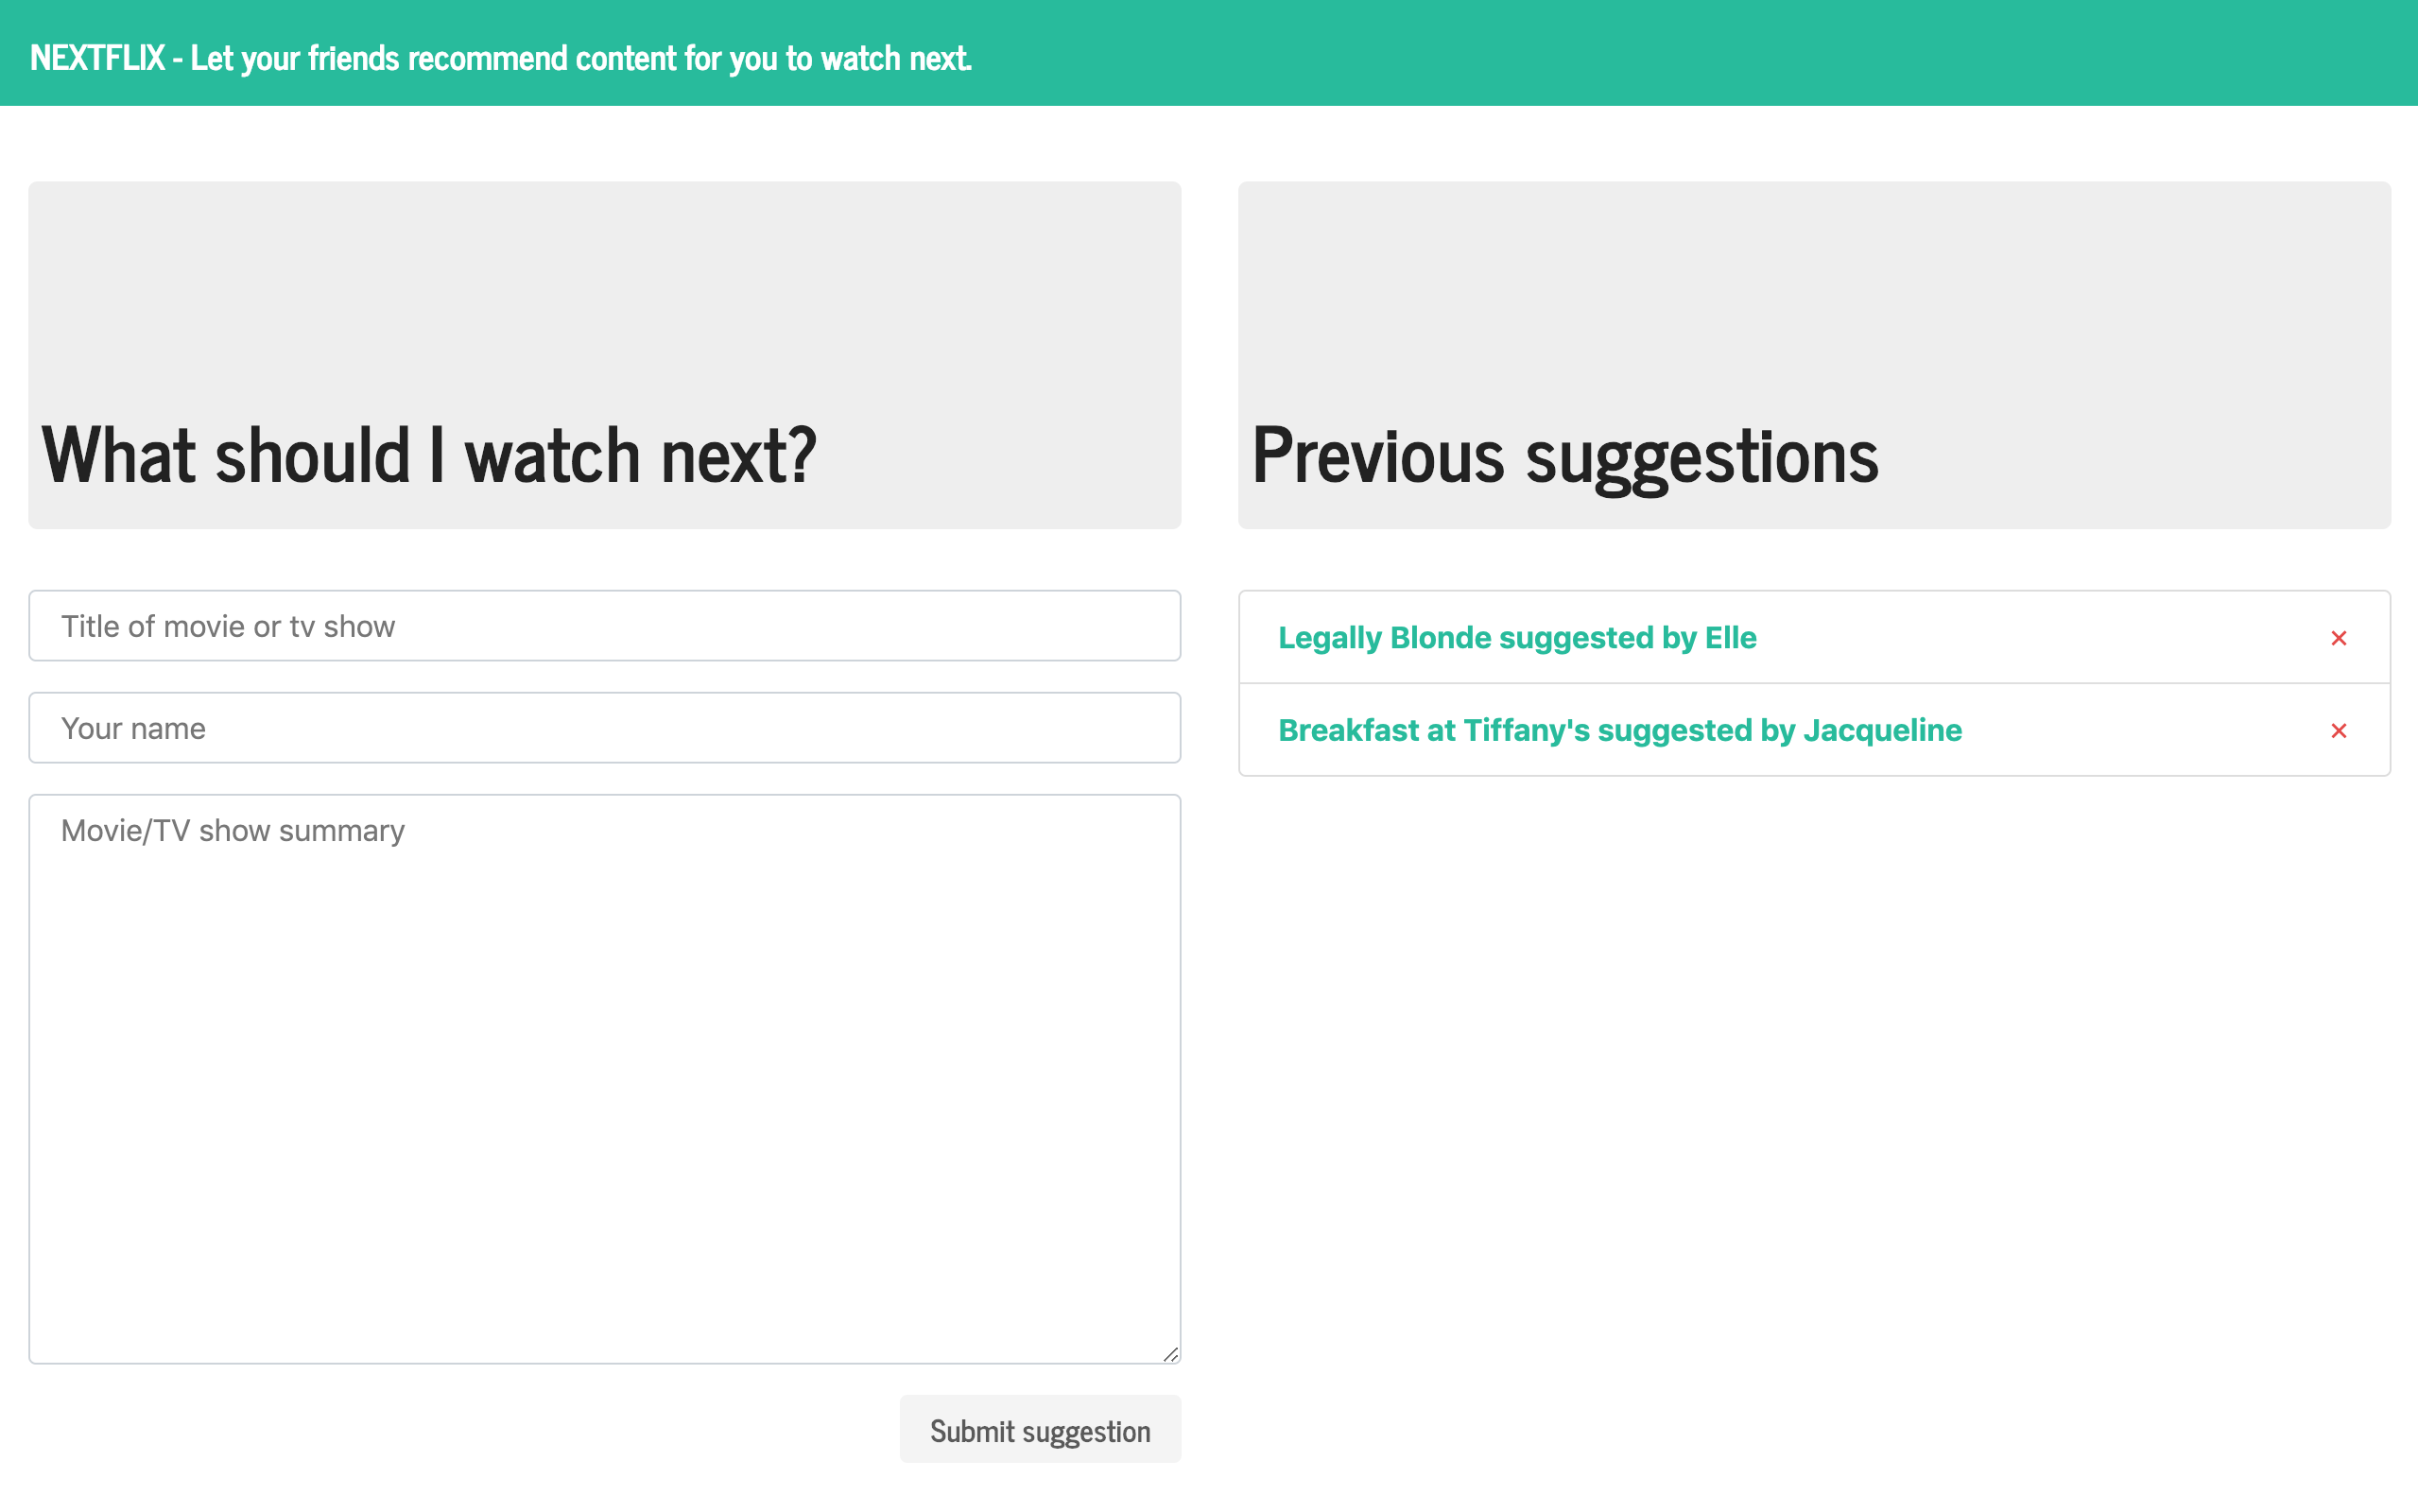 NEXTFLIX - Let your friends recommend content for you to watch next.
What should I watch next?
Title of movie or tv show
Your name
Movie/TV show summary
Submit suggestion
Previous suggestions
Legally Blonde suggested by Elle ×
Breakfast at Tiffany's suggested by Jacqueline ×